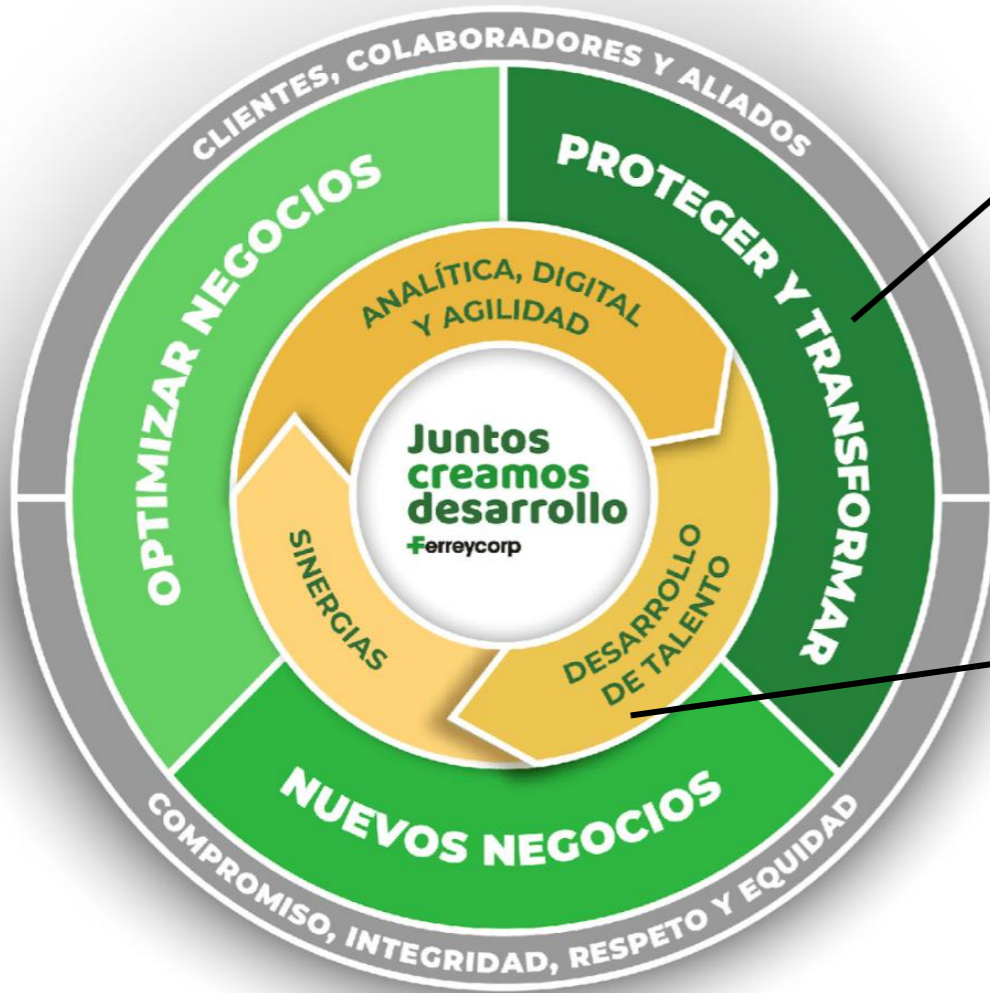 CLIENTES, COLABORADORES Y ALIADOS
OPTIMIZAR NEGOCIOS
PROTEGER Y TRANSFORMAR
ANALÍTICA, DIGITAL
Y AGILIDAD
Juntos
creamos
desarrollo
Ferreycorp
SINERGIAS
DESARROLLO
DE TALENTO
NUEVOS NEGOCIOS
COMPROMISO, INTEGRIDAD, RESPETO Y EQUIDAD